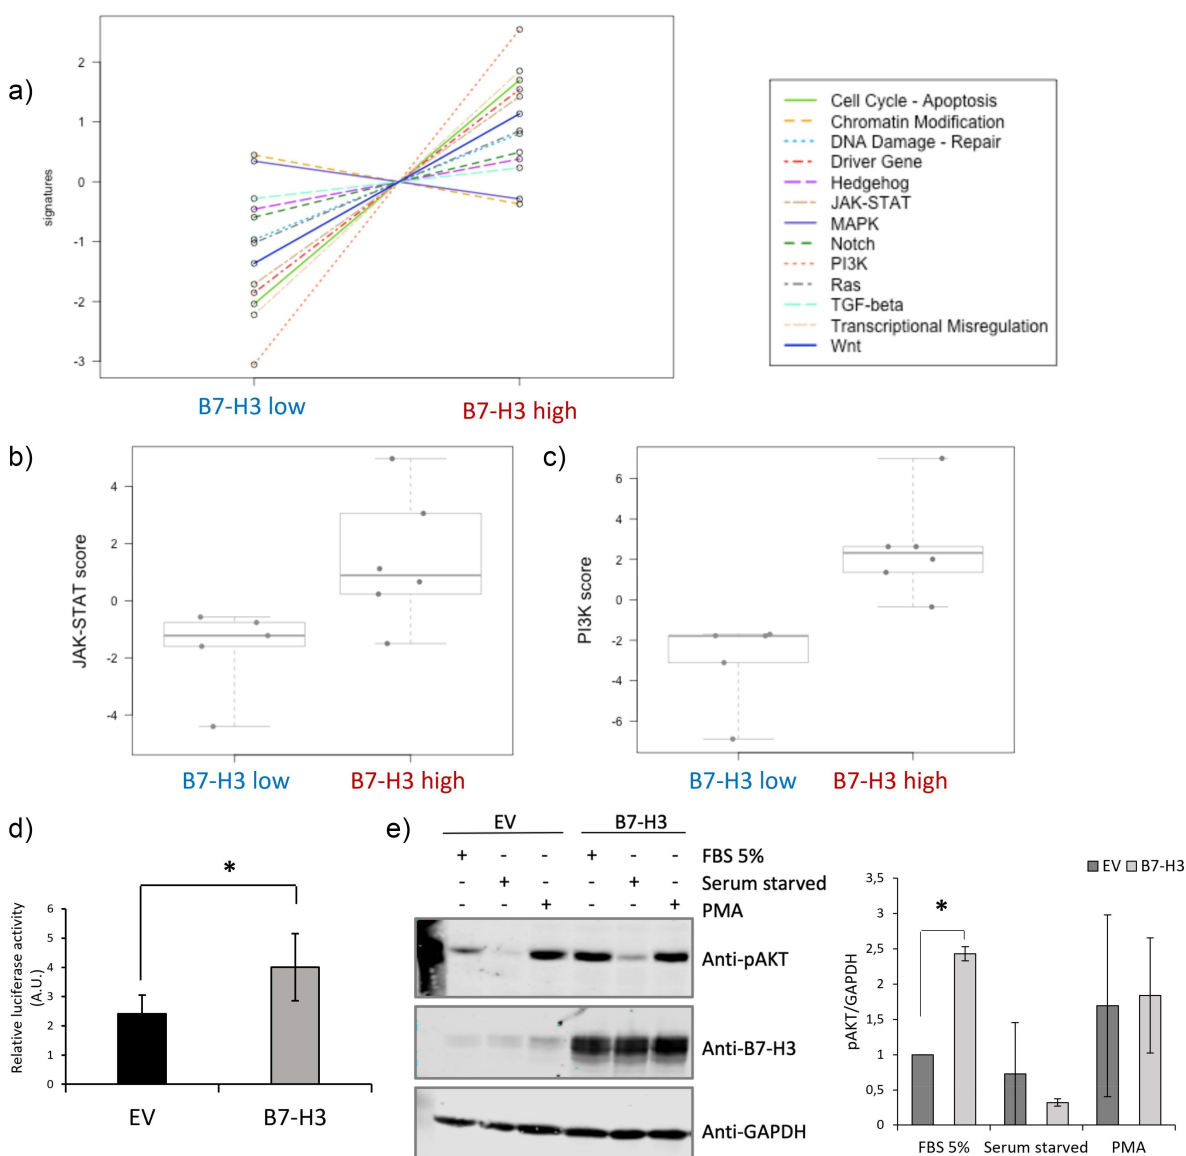 a)
signatures
2
1
0
-1
-2
-3
B7-H3 low
B7-H3 high
Cell Cycle - Apoptosis
Chromatin Modification
DNA Damage - Repair
Driver Gene
Hedgehog
JAK-STAT
MAPK
Notch
PI3K
Ras
TGF-beta
Transcriptional Misregulation
Wnt
b)
JAK-STAT score
4
2
0
-2
-4
B7-H3 low
B7-H3 high
c)
PI3K score
6
4
2
0
-2
-4
-6
B7-H3 low
B7-H3 high
d)
*
Relative luciferase activity
(A.U.)
6
5
4
3
2
1
0
EV
B7-H3
e)
EV
B7-H3
+ - - + - - FBS 5%
- + - - + - Serum starved
- - + - - + PMA
Anti-pAKT
Anti-B7-H3
Anti-GAPDH
EV
B7-H3
*
pAKT/GAPDH
3,5
3
2,5
2
1,5
1
0,5
0
FBS 5%
Serum starved
PMA